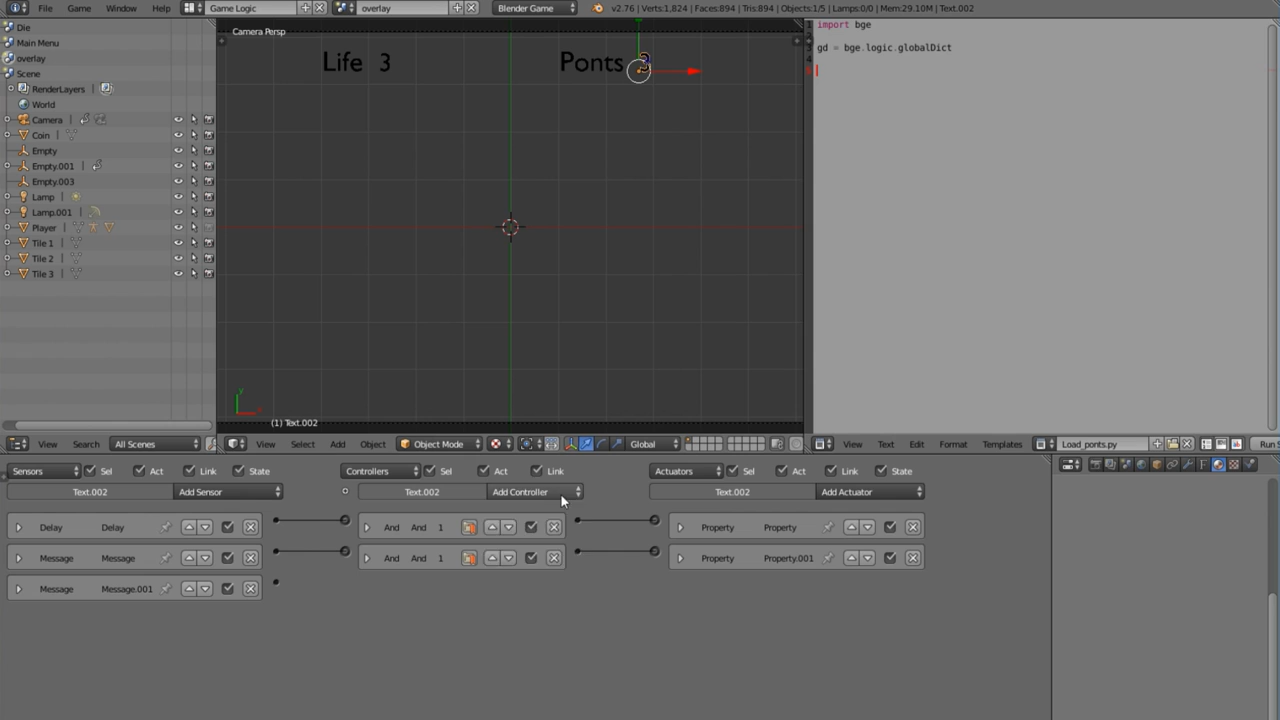 File Game Window Help Game Logic overlay Blender Game v2.76 | Verts:1,824 | Faces:894 | Tris:894 | Objects:1/5 | Lamps:0/0 | Mem:29.10M | Text.002
Die
Main Menu
overlay
Scene
RenderLayers
World
Camera
Coin
Empty
Empty.001
Empty.003
Lamp
Lamp.001
Player
Tile 1
Tile 2
Tile 3
View Search All Scenes
Camera Persp
Life 3 Ponts
(1) Text.002
View Select Add Object Object Mode Global
1 import bge
gd = bge.logic.globalDict
4
View Text Edit Format Templates Load_ponts.py Run S
Sensors Sel Act Link State
Text.002 Add Sensor
Delay Delay
Message Message
Message Message.001
Controllers Sel Act Link
Text.002 Add Controller
And And 1
And And 1
Actuators Sel Act Link State
Text.002 Add Actuator
Property Property
Property Property.001